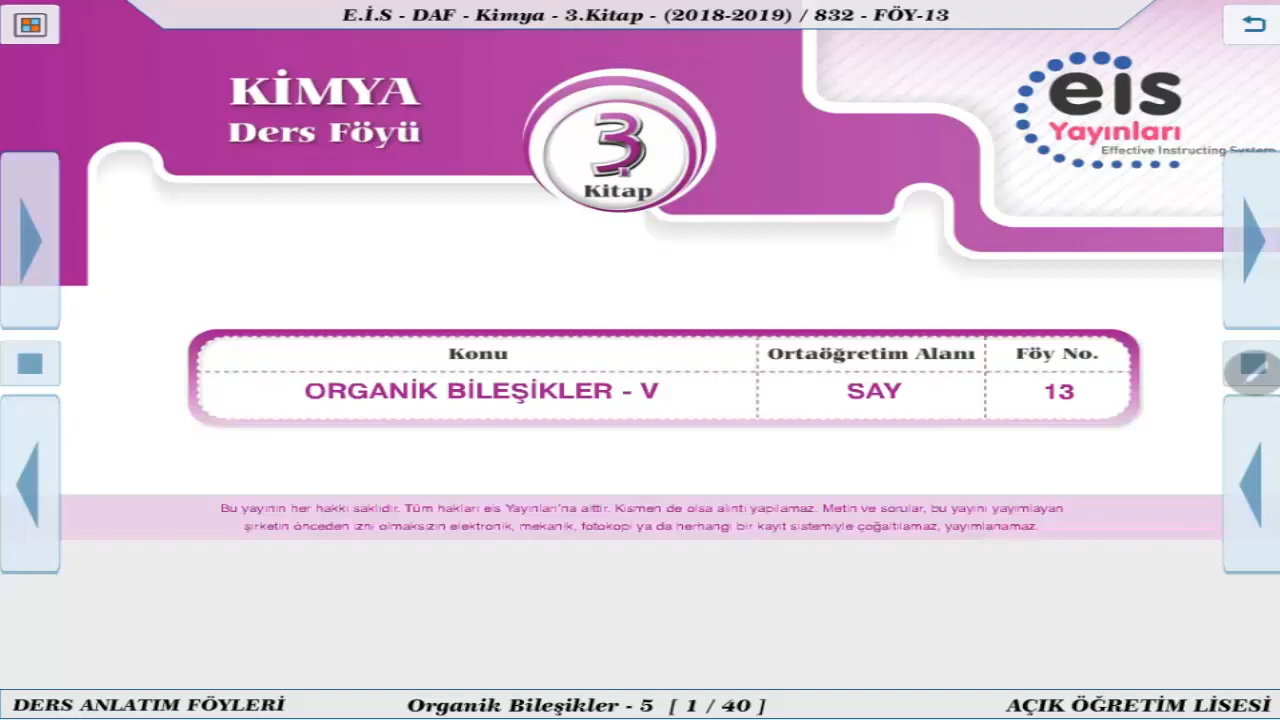 E.İ.S - DAF - Kimya - 3.Kitap - (2018-2019) / 832 - FÖY-13
KİMYA
Ders Föyü
3.
Kitap
eis
Yayınları
Effective Instructing System
Konu
Ortaöğretim Alanı
Föy No.
ORGANİK BİLEŞİKLER - V
SAY
13
Bu yayının her hakkı saklıdır. Tüm hakları eis Yayınları'na aittir. Kısmen de olsa alıntı yapılamaz. Metin ve sorular, bu yayını yayımlayan
şirketin önceden izni olmaksızın elektronik, mekanik, fotokopi ya da herhangi bir kayıt sistemiyle çoğaltılamaz, yayımlanamaz.
DERS ANLATIM FÖYLERİ
Organik Bileşikler - 5 [ 1 / 40 ]
AÇIK ÖĞRETİM LİSESİ